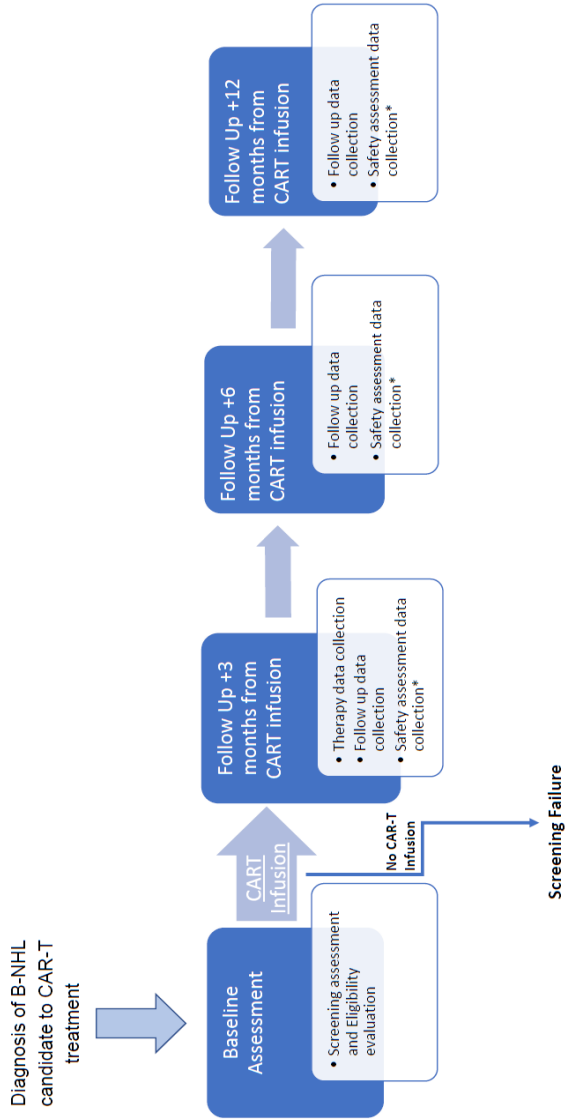 Diagnosis of B-NHL
candidate to CAR-T
treatment
Baseline
Assessment
• Screening assessment
and Eligibility
evaluation
CART
Infusion
No CAR-T
Infusion
Screening Failure
Follow Up +3
months from
CART infusion
• Therapy data collection
• Follow up data
collection
• Safety assessment data
collection*
Follow Up +6
months from
CART infusion
• Follow up data
collection
• Safety assessment data
collection*
Follow Up +12
months from
CART infusion
• Follow up data
collection
• Safety assessment data
collection*